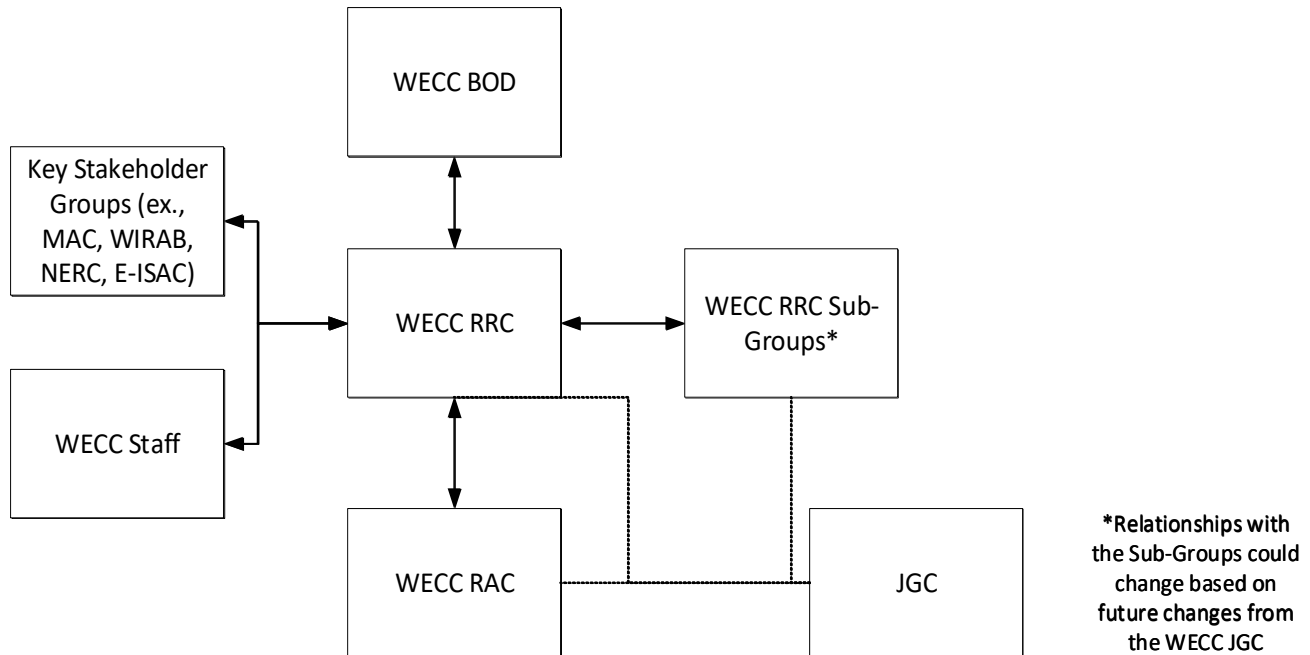 WECC BOD
Key Stakeholder
Groups (ex.,
MAC, WIRAB,
NERC, E-ISAC)
WECC RRC
WECC RRC Sub-
Groups*
WECC Staff
WECC RAC
JGC
*Relationships with
the Sub-Groups could
change based on
future changes from
the WECC JGC